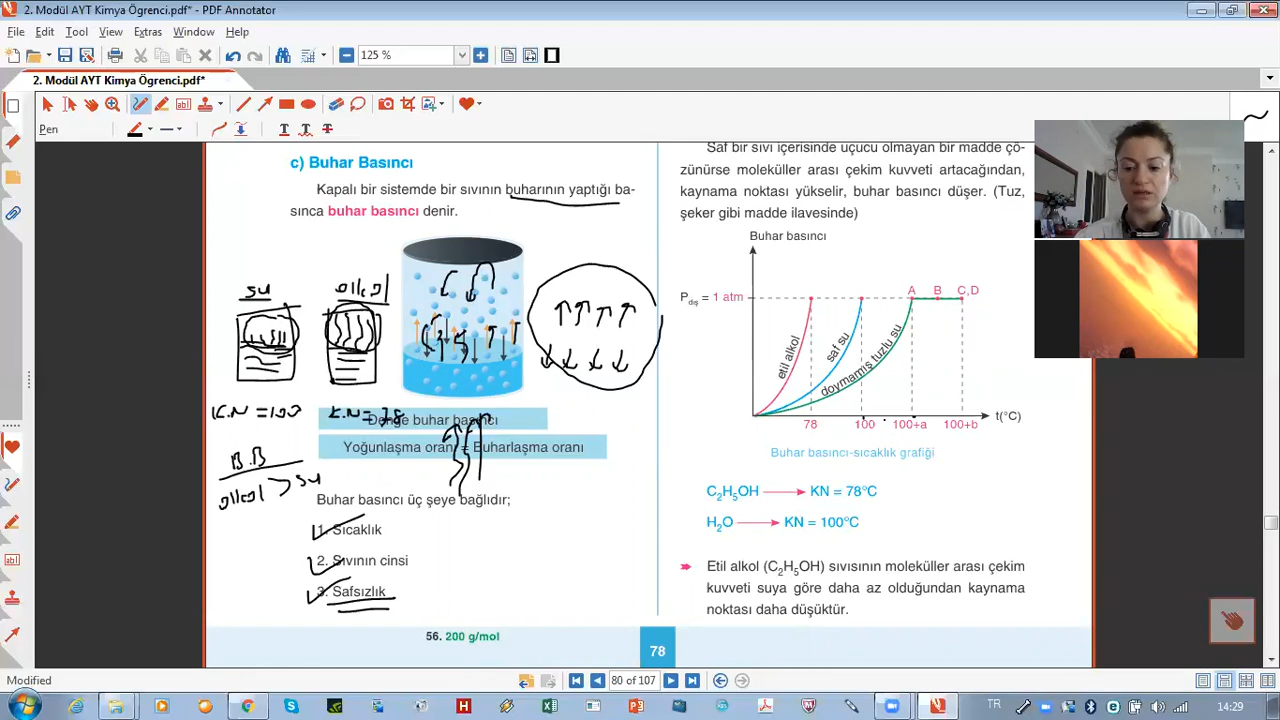 2. Modül AYT Kimya Ögrenci.pdf* - PDF Annotator
File Edit Tool View Extras Window Help
125 %
2. Modül AYT Kimya Ögrenci.pdf*
Pen
c) Buhar Basıncı
Kapalı bir sistemde bir sıvının buharının yaptığı ba-
sınca buhar basıncı denir.
su
alkol
K.N = 100
K.N = 78
Denge buhar basıncı
Yoğunlaşma oranı = Buharlaşma oranı
B.B
alkol > su
Buhar basıncı üç şeye bağlıdır;
1. Sıcaklık
2. Sıvının cinsi
3. Safsızlık
56. 200 g/mol
78
Saf bir sıvı içerisinde uçucu olmayan bir madde çö-
zünürse moleküller arası çekim kuvveti artacağından,
kaynama noktası yükselir, buhar basıncı düşer. (Tuz,
şeker gibi madde ilavesinde)
Buhar basıncı
Pdış = 1 atm
A B C,D
etil alkol
saf su
doymamış tuzlu su
78 100 100+a 100+b
t(°C)
Buhar basıncı-sıcaklık grafiği
C2H5OH → KN = 78°C
H2O → KN = 100°C
Etil alkol (C2H5OH) sıvısının moleküller arası çekim
kuvveti suya göre daha az olduğundan kaynama
noktası daha düşüktür.
Modified
80 of 107
TR
14:29